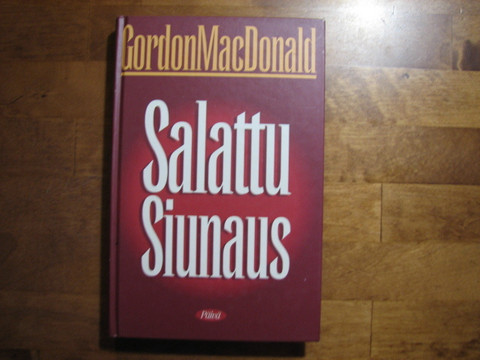 GordonMacDonald
Salattu
Siunaus
Päivä